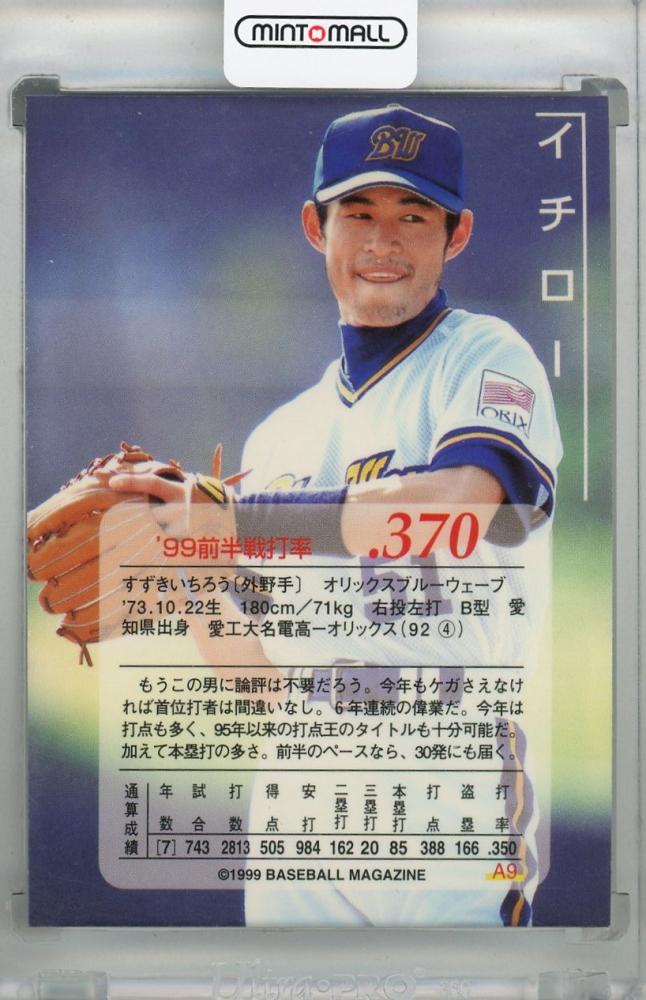 MINTMALL
イチロー
BW
ORIX
'99前半戦打率 .370
すずきいちろう〔外野手〕 オリックスブルーウェーブ
'73.10.22生 180cm/71kg 右投左打 B型 愛
知県出身 愛工大名電高ーオリックス(92 ④)
もうこの男に論評は不要だろう。今年もケガさえなけ
れば首位打者は間違いなし。6年連続の偉業だ。今年は
打点も多く、95年以来の打点王のタイトルも十分可能だ。
加えて本塁打の多さ。前半のペースなら、30発にも届く。
通算成績 年数 試合 打数 得点 安打 二塁打 三塁打 本塁打 打点 盗塁 打率
[7] 743 2813 505 984 162 20 85 388 166 .350
©1999 BASEBALL MAGAZINE A9
Ultra·PRO